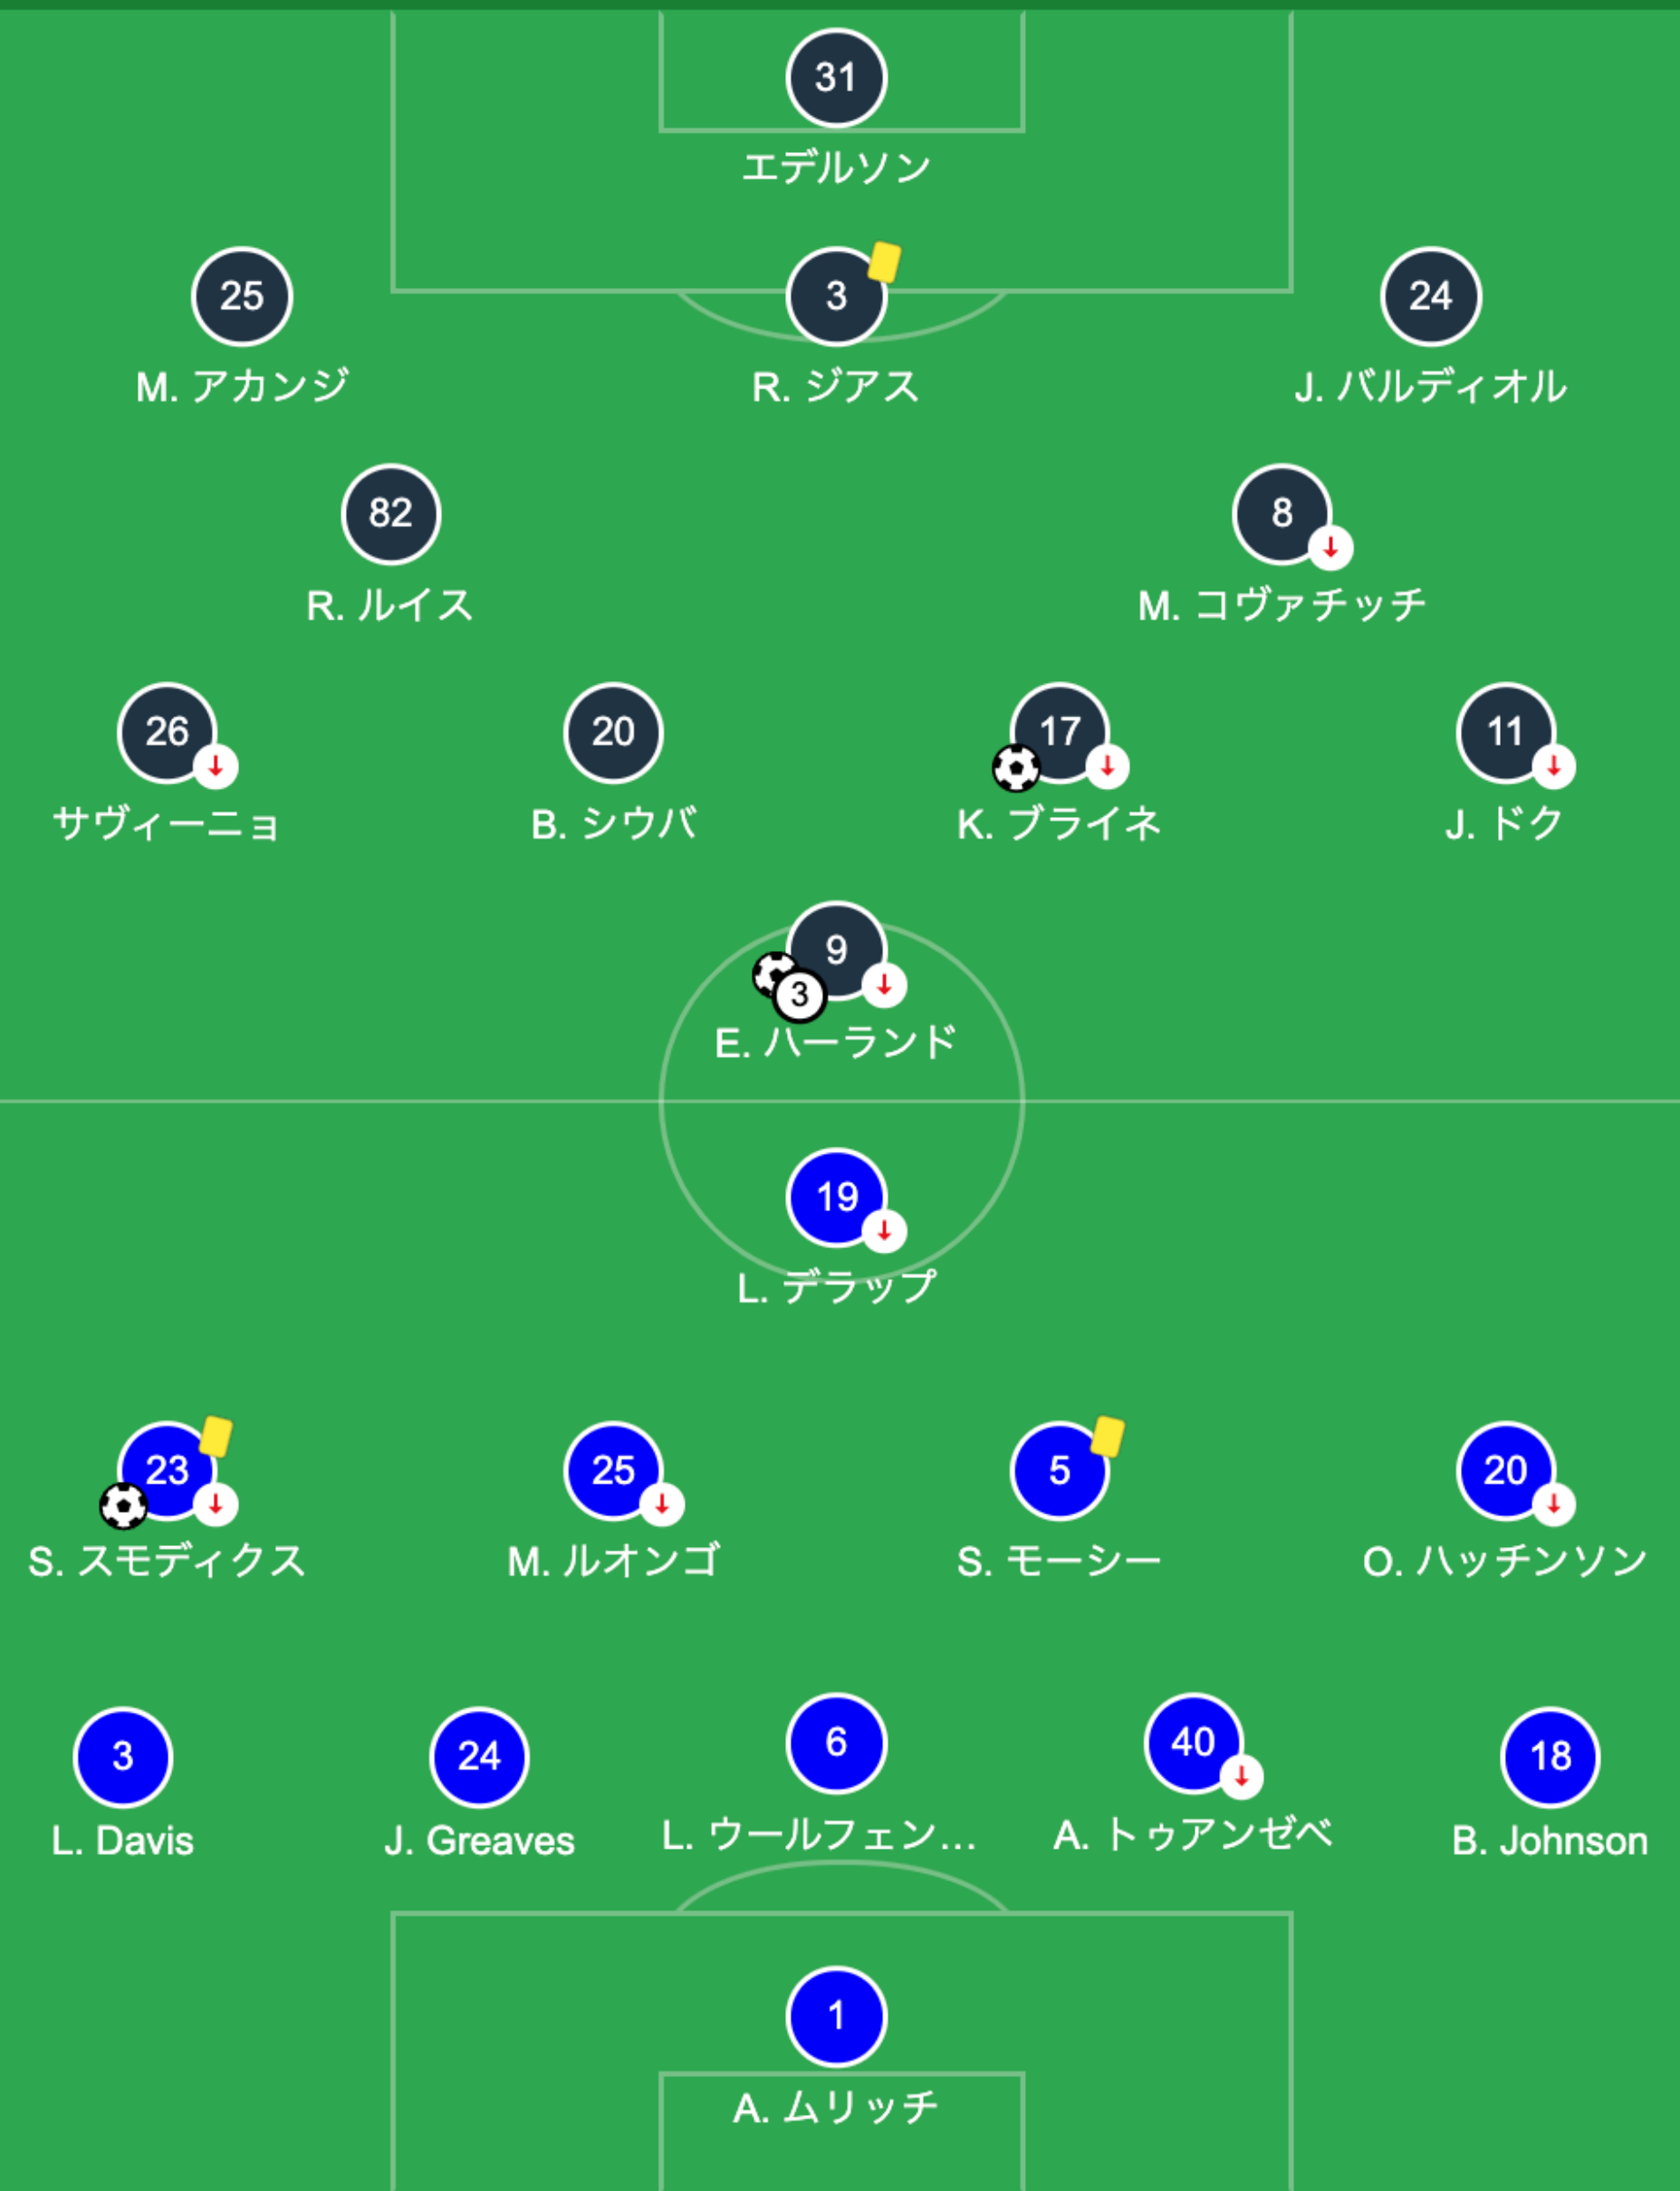 31
エデルソン
25 3 24
M. アカンジ R. ジアス J. バルディオル
82 8
R. ルイス M. コヴァチッチ
26 20 17 11
サヴィーニョ B. シウバ K. ブライネ J. ドク
9
3
E. ハーランド
19
L. デラップ
23 25 5 20
S. スモディクス M. ルオンゴ S. モーシー O. ハッチンソン
3 24 6 40 18
L. Davis J. Greaves L. ウールフェン... A. トゥアンゼベ B. Johnson
1
A. ムリッチ